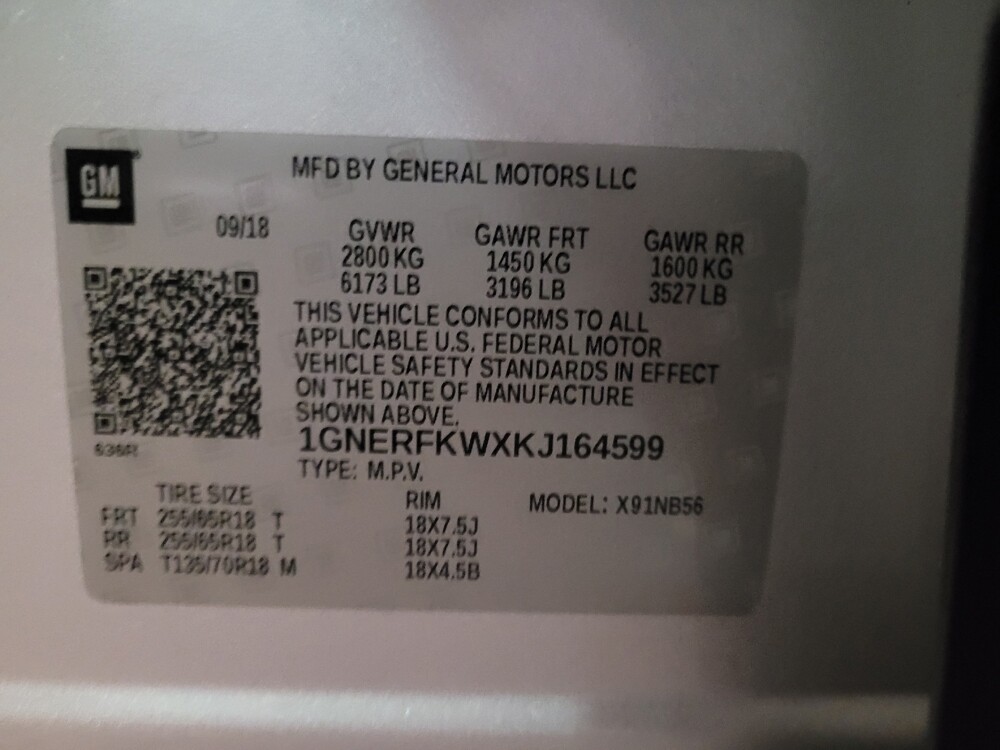 GM
MFD BY GENERAL MOTORS LLC
09/18 GVWR GAWR FRT GAWR RR
2800 KG 1450 KG 1600 KG
6173 LB 3196 LB 3527 LB
THIS VEHICLE CONFORMS TO ALL
APPLICABLE U.S. FEDERAL MOTOR
VEHICLE SAFETY STANDARDS IN EFFECT
ON THE DATE OF MANUFACTURE
SHOWN ABOVE.
1GNERFKWXKJ164599
TYPE: M.P.V.
TIRE SIZE RIM MODEL: X91NB56
FRT 255/65R18 T 18X7.5J
RR 255/65R18 T 18X7.5J
SPA T135/70R18 M 18X4.5B